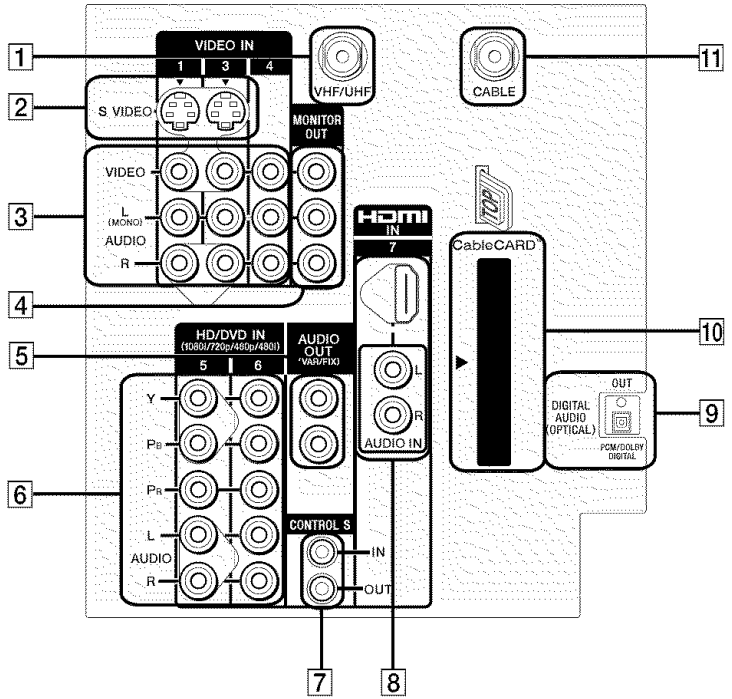 1
VIDEO IN
1 3 4
VHF/UHF
CABLE
11
2
S VIDEO
MONITOR
OUT
3
VIDEO
L
(MONO)
AUDIO
R
4
HDMI
IN
7
TOP
CableCARD
10
5
HD/DVD IN
(1080i/720p/480p/480i)
5 6
AUDIO
OUT
(VAR/FIX)
L
R
AUDIO IN
6
Y
PB
PR
L
AUDIO
R
OUT
DIGITAL
AUDIO
(OPTICAL)
PCM/DOLBY
DIGITAL
9
CONTROL S
IN
OUT
7
8